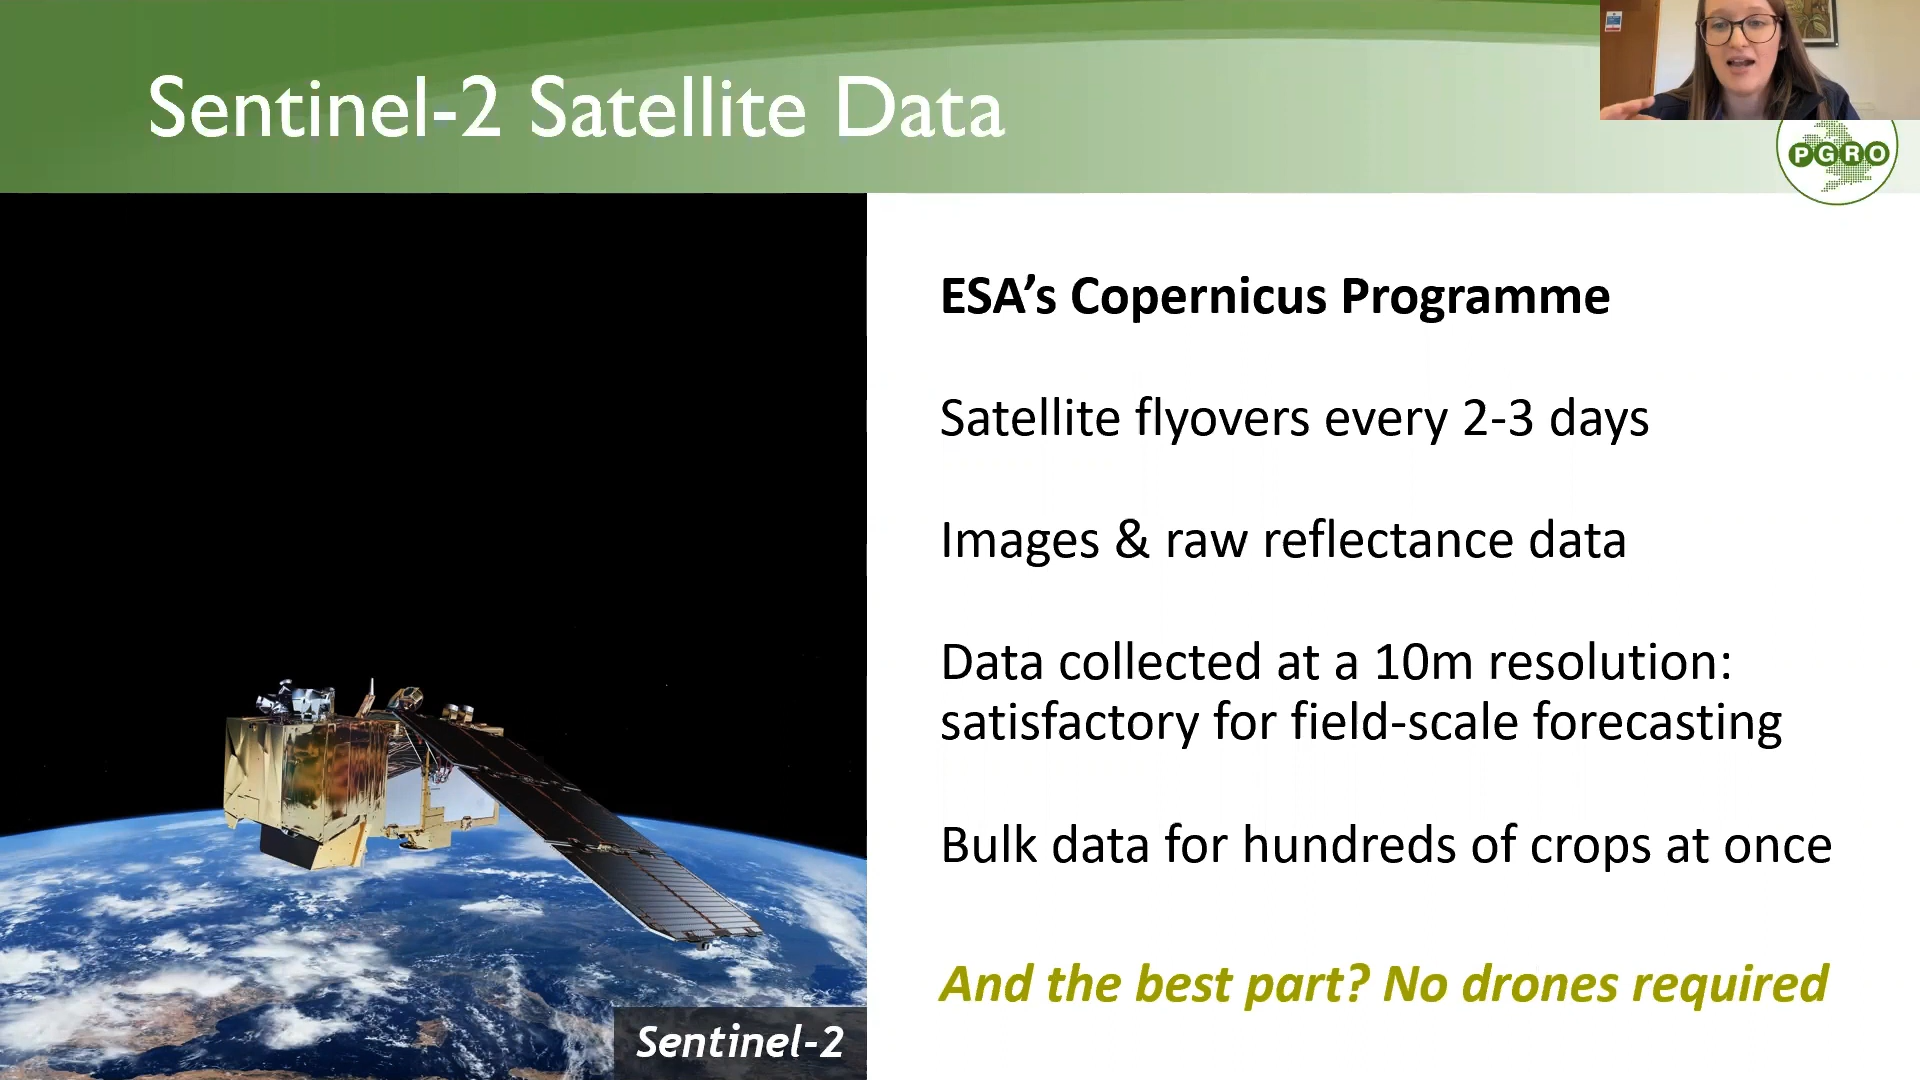 Sentinel-2 Satellite Data
PGRO
ESA’s Copernicus Programme
Satellite flyovers every 2-3 days
Images & raw reflectance data
Data collected at a 10m resolution:
satisfactory for field-scale forecasting
Bulk data for hundreds of crops at once
And the best part? No drones required
Sentinel-2